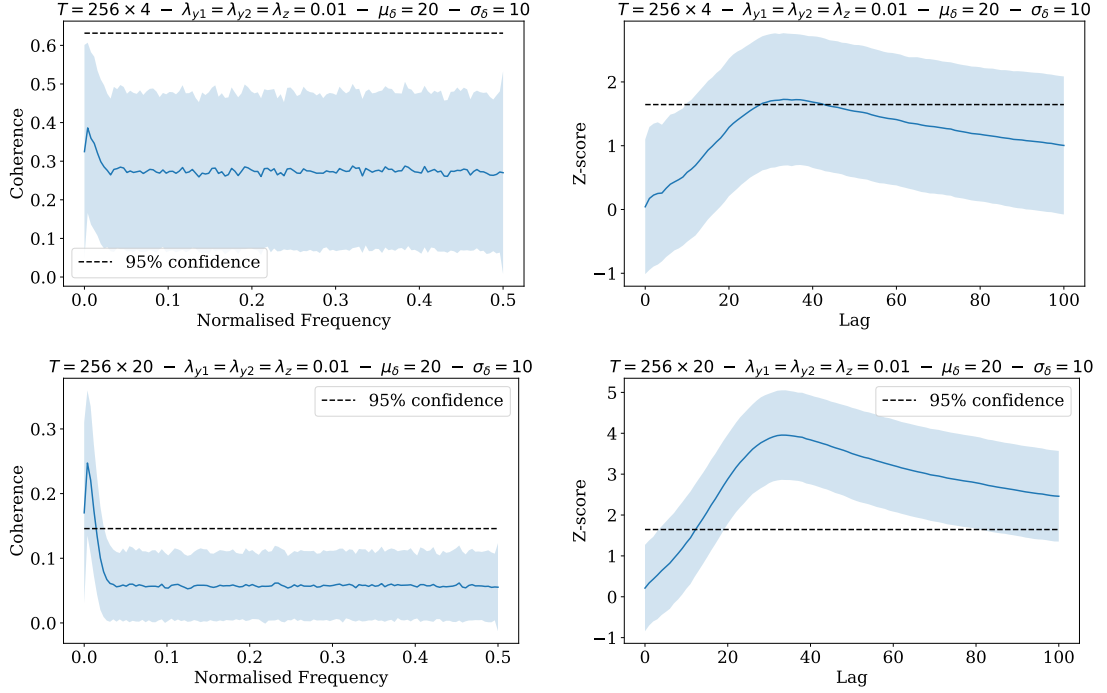 T = 256 × 4 − λy1 = λy2 = λz = 0.01 − μδ = 20 − σδ = 10
0.6
0.5
0.4
0.3
0.2
0.1
0.0
Coherence
95% confidence
0.0 0.1 0.2 0.3 0.4 0.5
Normalised Frequency
T = 256 × 4 − λy1 = λy2 = λz = 0.01 − μδ = 20 − σδ = 10
2
1
0
−1
Z-score
0 20 40 60 80 100
Lag
T = 256 × 20 − λy1 = λy2 = λz = 0.01 − μδ = 20 − σδ = 10
95% confidence
0.3
0.2
0.1
0.0
Coherence
0.0 0.1 0.2 0.3 0.4 0.5
Normalised Frequency
T = 256 × 20 − λy1 = λy2 = λz = 0.01 − μδ = 20 − σδ = 10
95% confidence
5
4
3
2
1
0
−1
Z-score
0 20 40 60 80 100
Lag